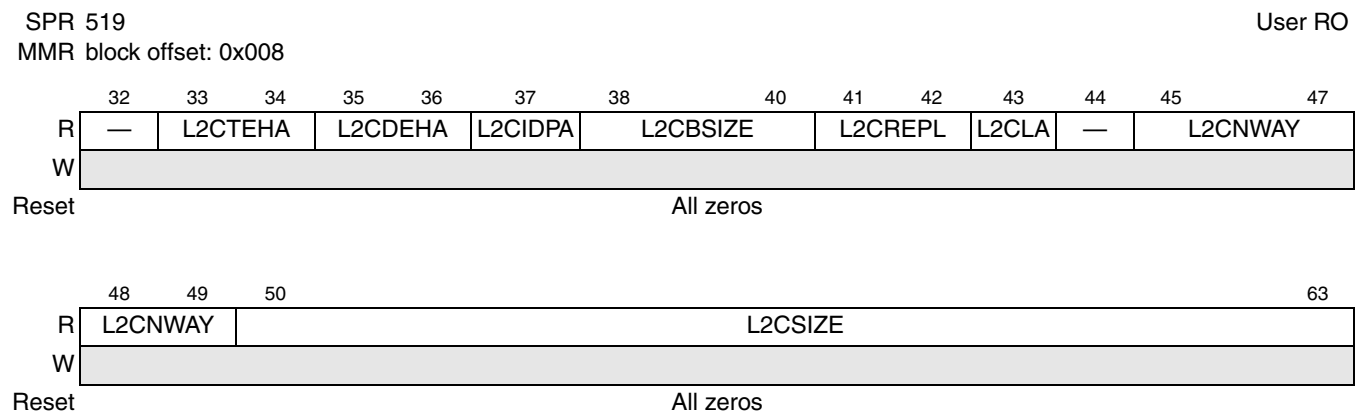 SPR 519 User RO
MMR block offset: 0x008
32 33 34 35 36 37 38 40 41 42 43 44 45 47
R — L2CTEHA L2CDEHA L2CIDPA L2CBSIZE L2CREPL L2CLA — L2CNWAY
W
Reset All zeros
48 49 50 63
R L2CNWAY L2CSIZE
W
Reset All zeros